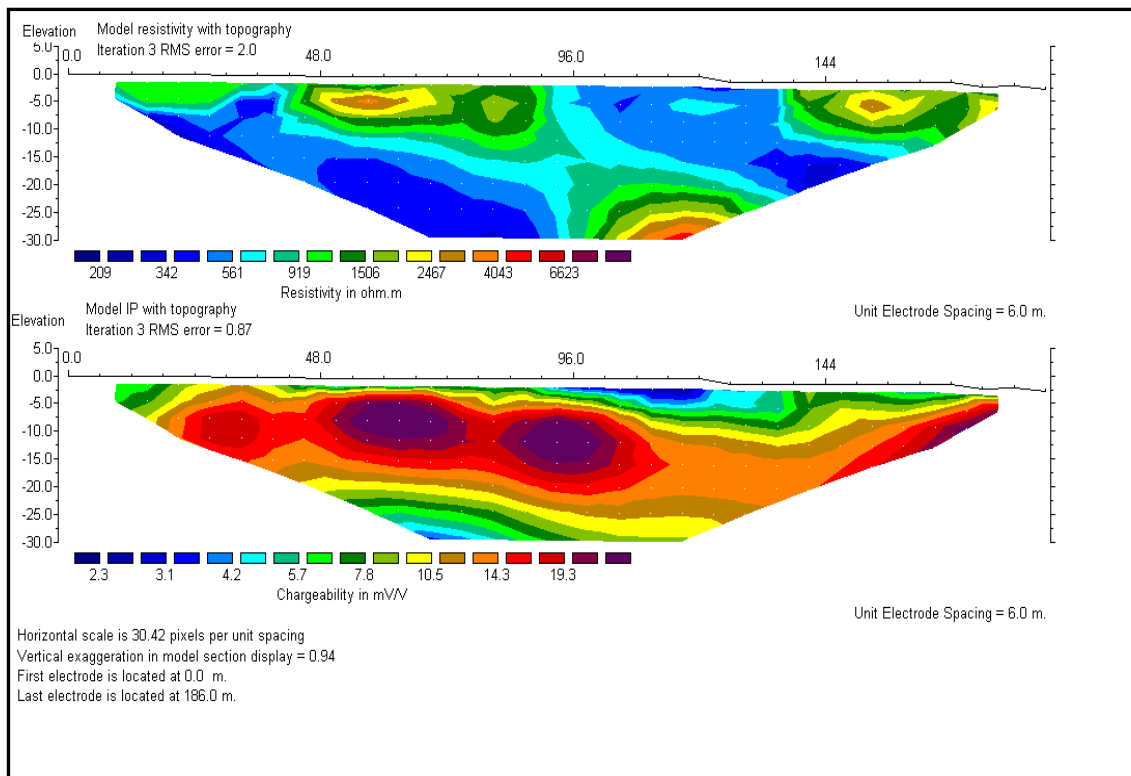 Elevation
Model resistivity with topography
Iteration 3 RMS error = 2.0
5.0
0.0 48.0 96.0 144
0.0
-5.0
-10.0
-15.0
-20.0
-25.0
-30.0
209 342 561 919 1506 2467 4043 6623
Resistivity in ohm.m
Unit Electrode Spacing = 6.0 m.
Elevation
Model IP with topography
Iteration 3 RMS error = 0.87
5.0
0.0 48.0 96.0 144
0.0
-5.0
-10.0
-15.0
-20.0
-25.0
-30.0
2.3 3.1 4.2 5.7 7.8 10.5 14.3 19.3
Chargeability in mV/V
Unit Electrode Spacing = 6.0 m.
Horizontal scale is 30.42 pixels per unit spacing
Vertical exaggeration in model section display = 0.94
First electrode is located at 0.0 m.
Last electrode is located at 186.0 m.